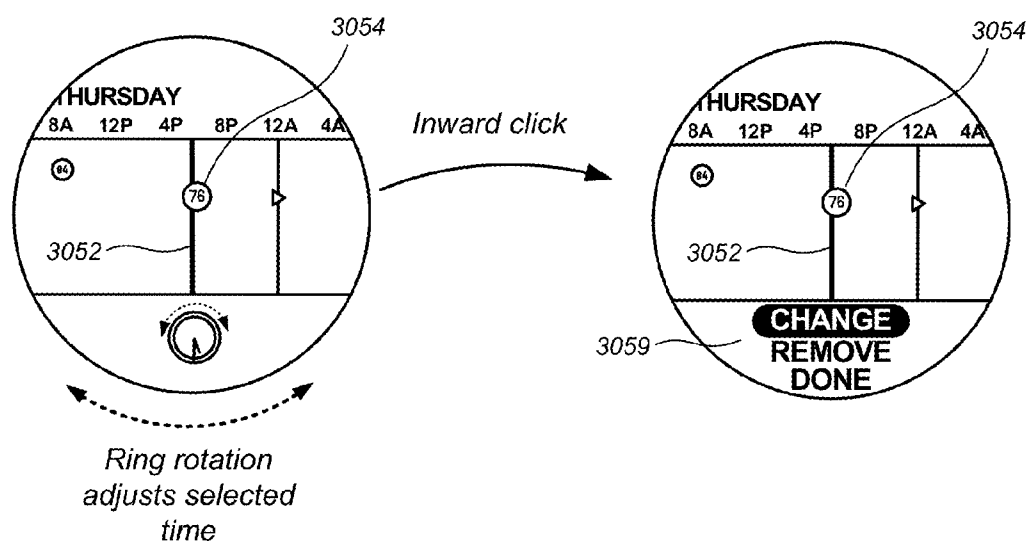 3054
THURSDAY
8A 12P 4P 8P 12A 4A
84
76
3052
Ring rotation
adjusts selected
time
Inward click
3054
THURSDAY
8A 12P 4P 8P 12A 4A
84
76
3052
3059
CHANGE
REMOVE
DONE